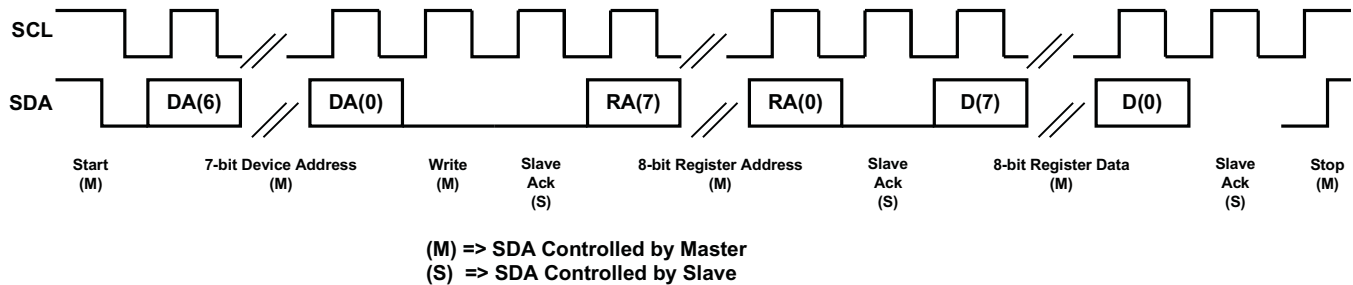 SCL
SDA
DA(6)
DA(0)
RA(7)
RA(0)
D(7)
D(0)
Start
(M)
7-bit Device Address
(M)
Write
(M)
Slave
Ack
(S)
8-bit Register Address
(M)
Slave
Ack
(S)
8-bit Register Data
(M)
Slave
Ack
(S)
Stop
(M)
(M) => SDA Controlled by Master
(S) => SDA Controlled by Slave